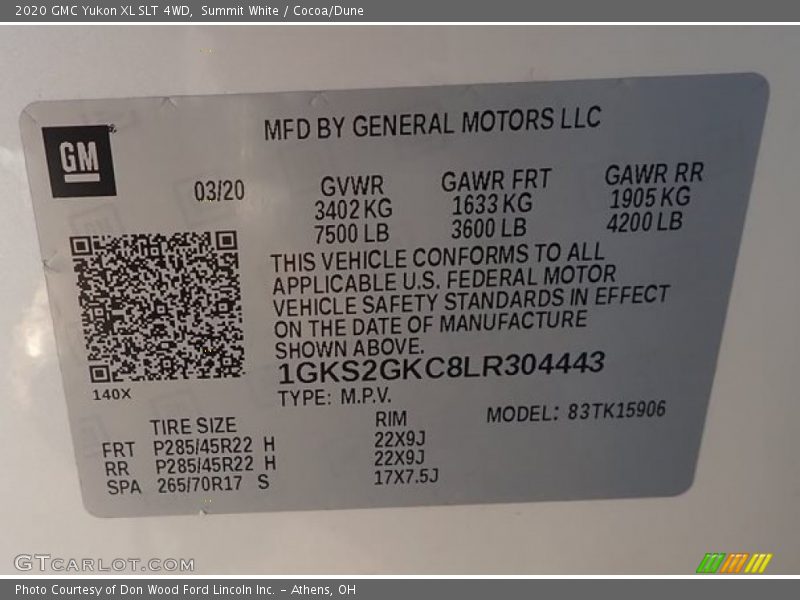 2020 GMC Yukon XL SLT 4WD,  Summit White / Cocoa/Dune
MFD BY GENERAL MOTORS LLC
GM
03/20
GVWR GAWR FRT GAWR RR
3402 KG 1633 KG 1905 KG
7500 LB 3600 LB 4200 LB
THIS VEHICLE CONFORMS TO ALL
APPLICABLE U.S. FEDERAL MOTOR
VEHICLE SAFETY STANDARDS IN EFFECT
ON THE DATE OF MANUFACTURE
SHOWN ABOVE.
1GKS2GKC8LR304443
140X
TYPE: M.P.V.
TIRE SIZE RIM MODEL: 83TK15906
FRT P285/45R22 H 22X9J
RR P285/45R22 H 22X9J
SPA 265/70R17 S 17X7.5J
GTCARLOT.COM
Photo Courtesy of Don Wood Ford Lincoln Inc. - Athens, OH